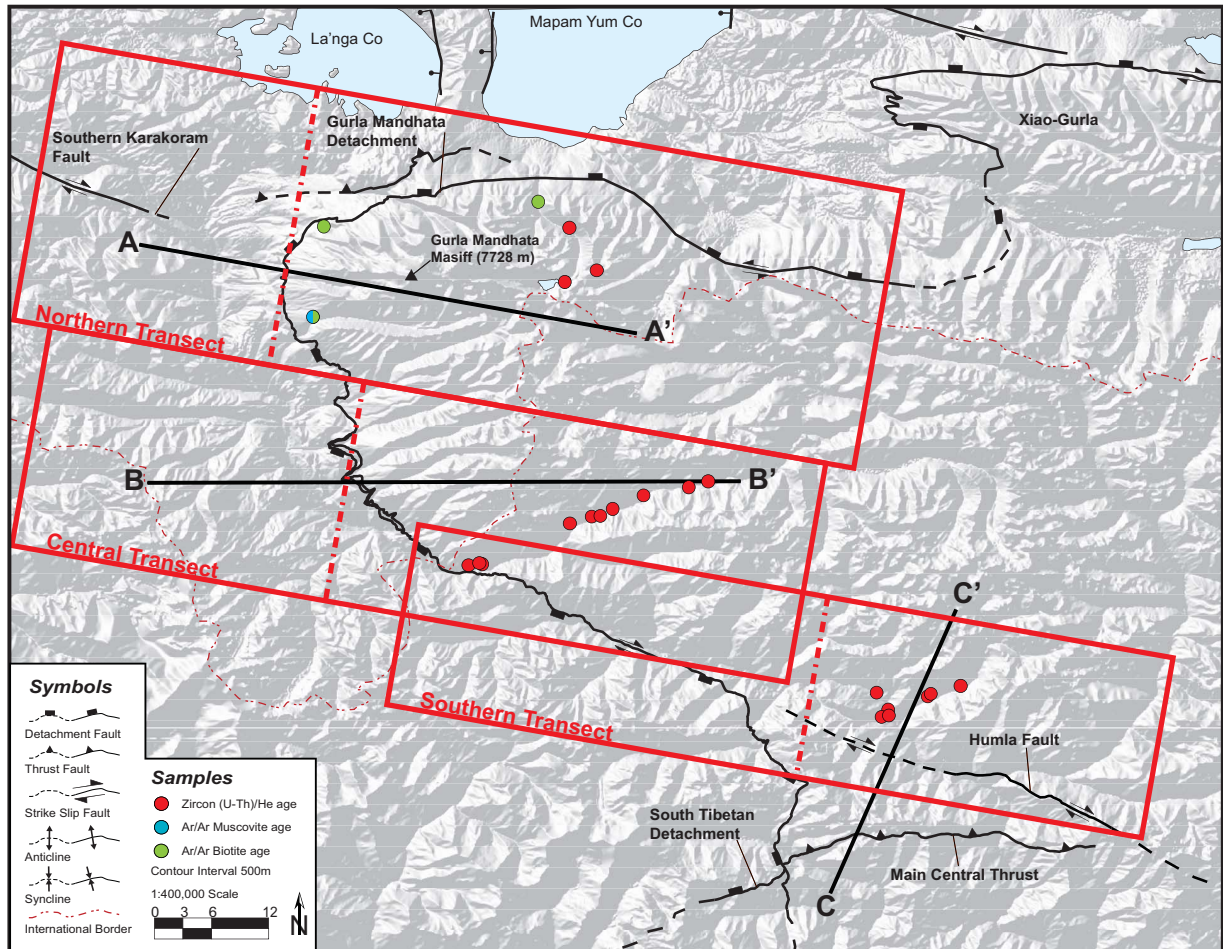 Mapam Yum Co
La'nga Co
Gurla Mandhata
Detachment
Xiao-Gurla
Southern Karakoram
Fault
A
Gurla Mandhata
Masiff (7728 m)
A'
Northern Transect
B
B'
Central Transect
C'
Southern Transect
Humla Fault
South Tibetan
Detachment
Main Central Thrust
C
Symbols
Detachment Fault
Thrust Fault
Strike Slip Fault
Anticline
Syncline
International Border
Samples
Zircon (U-Th)/He age
Ar/Ar Muscovite age
Ar/Ar Biotite age
Contour Interval 500m
1:400,000 Scale
0 3 6 12
N